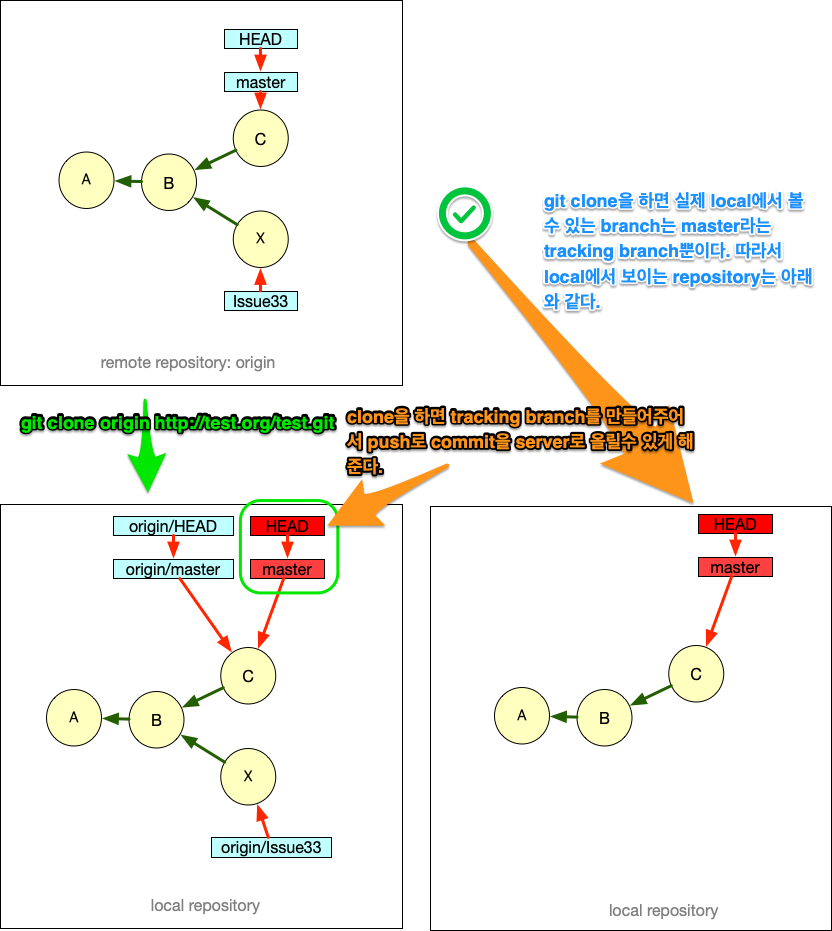 HEAD
master
C
A
B
X
Issue33
remote repository: origin
git clone을 하면 실제 local에서 볼
수 있는 branch는 master라는
tracking branch뿐이다. 따라서
local에서 보이는 repository는 아래
와 같다.
git clone origin http://test.org/test.git
clone을 하면 tracking branch를 만들어주어
서 push로 commit을 server로 올릴수 있게 해
준다.
origin/HEAD
HEAD
origin/master
master
C
A
B
X
origin/Issue33
local repository
HEAD
master
C
A
B
local repository